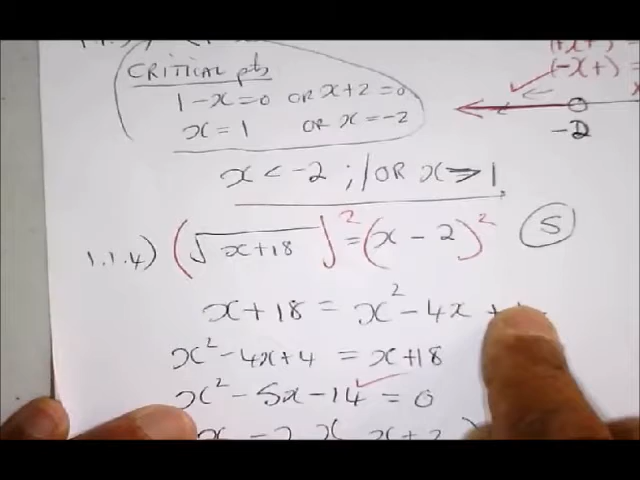 CRITICAL pts
1-x=0 OR x+2=0
x=1 OR x=-2
(-x+)
-2
x < -2 ; / OR x > 1
1.1.4) (√x+18)² = (x - 2)² 5
x+18 = x² - 4x +
x² - 4x + 4 = x+18
x² - 5x - 14 = 0